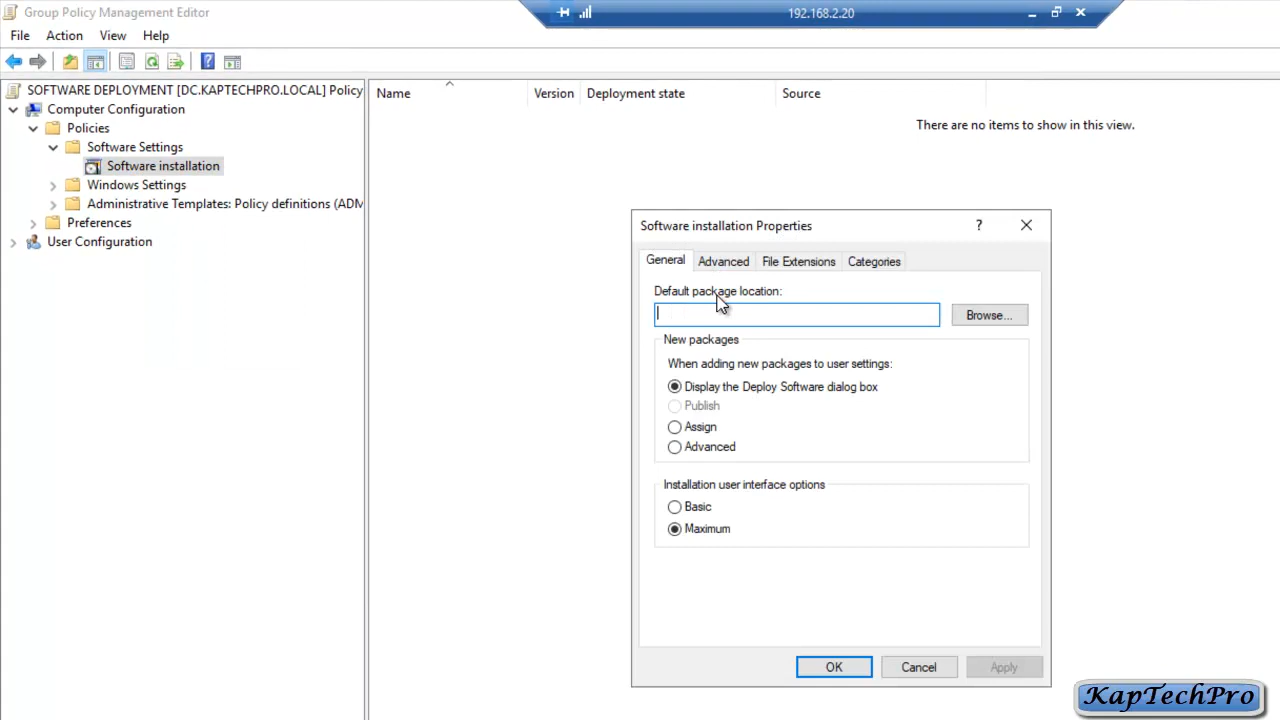 Group Policy Management Editor
192.168.2.20
File Action View Help
SOFTWARE DEPLOYMENT [DC.KAPTECHPRO.LOCAL] Policy
Computer Configuration
Policies
Software Settings
Software installation
Windows Settings
Administrative Templates: Policy definitions (ADM
Preferences
User Configuration
Name Version Deployment state Source
There are no items to show in this view.
Software installation Properties
?
General Advanced File Extensions Categories
Default package location:
Browse...
New packages
When adding new packages to user settings:
Display the Deploy Software dialog box
Publish
Assign
Advanced
Installation user interface options
Basic
Maximum
OK Cancel Apply
KapTechPro